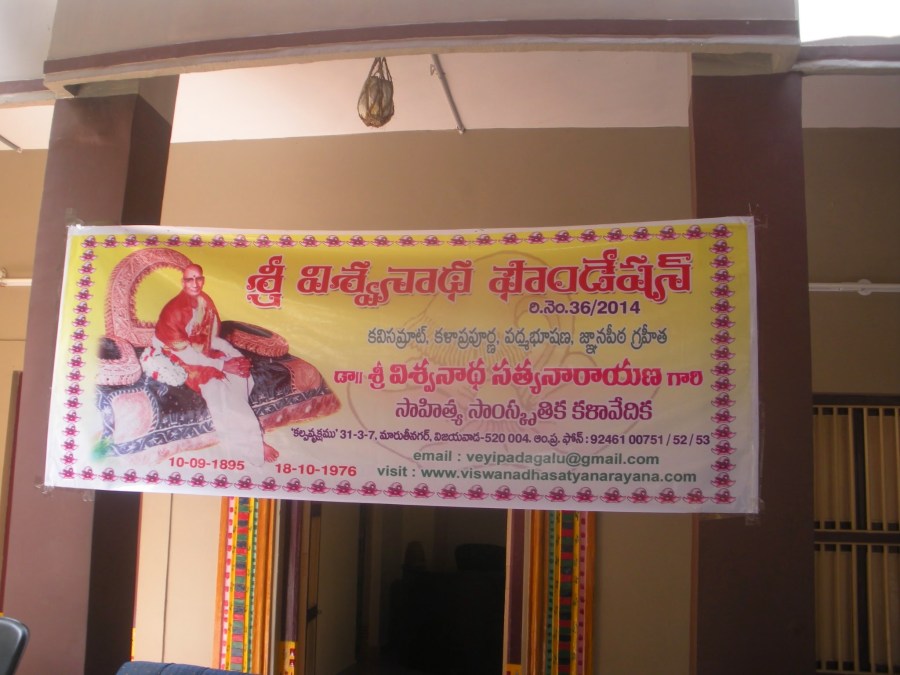 శ్రీ విశ్వనాథ ఫౌండేషన్
రి.నెం.36/2014
కవిసమ్రాట్, కళాప్రపూర్ణ, పద్మభూషణ, జ్ఞానపీఠ గ్రహీత
డా॥ శ్రీ విశ్వనాథ సత్యనారాయణ గారి
సాహిత్య సాంస్కృతిక కళావేదిక
'కల్పవృక్షము' 31-3-7, మారుతీనగర్, విజయవాడ-520 004. ఆం.ప్ర. ఫోన్ : 92461 00751 / 52 / 53
email : veyipadagalu@gmail.com
10-09-1895 18-10-1976 visit : www.viswanadhasatyanarayana.com